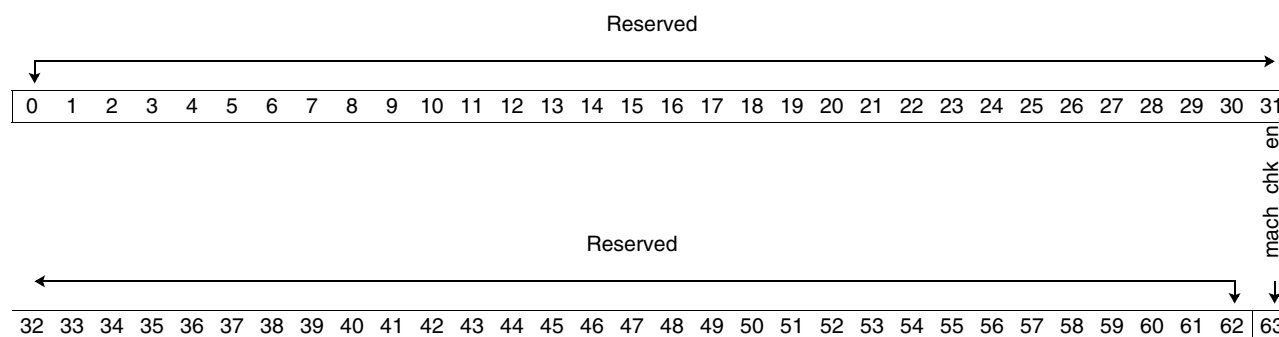 Reserved
0 1 2 3 4 5 6 7 8 9 10 11 12 13 14 15 16 17 18 19 20 21 22 23 24 25 26 27 28 29 30 31
mach chk en
Reserved
32 33 34 35 36 37 38 39 40 41 42 43 44 45 46 47 48 49 50 51 52 53 54 55 56 57 58 59 60 61 62 63